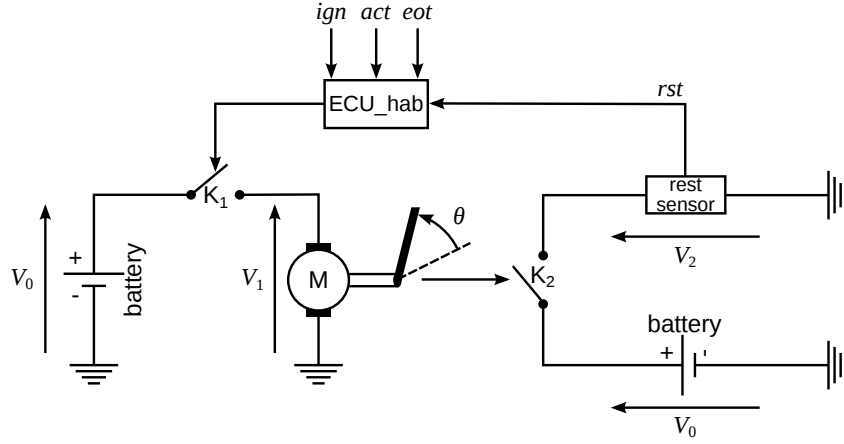 ign act eot
ECU_hab
rst
K1
rest
sensor
θ
+
battery
-
V0
V1
M
K2
V2
battery
+ -
V0